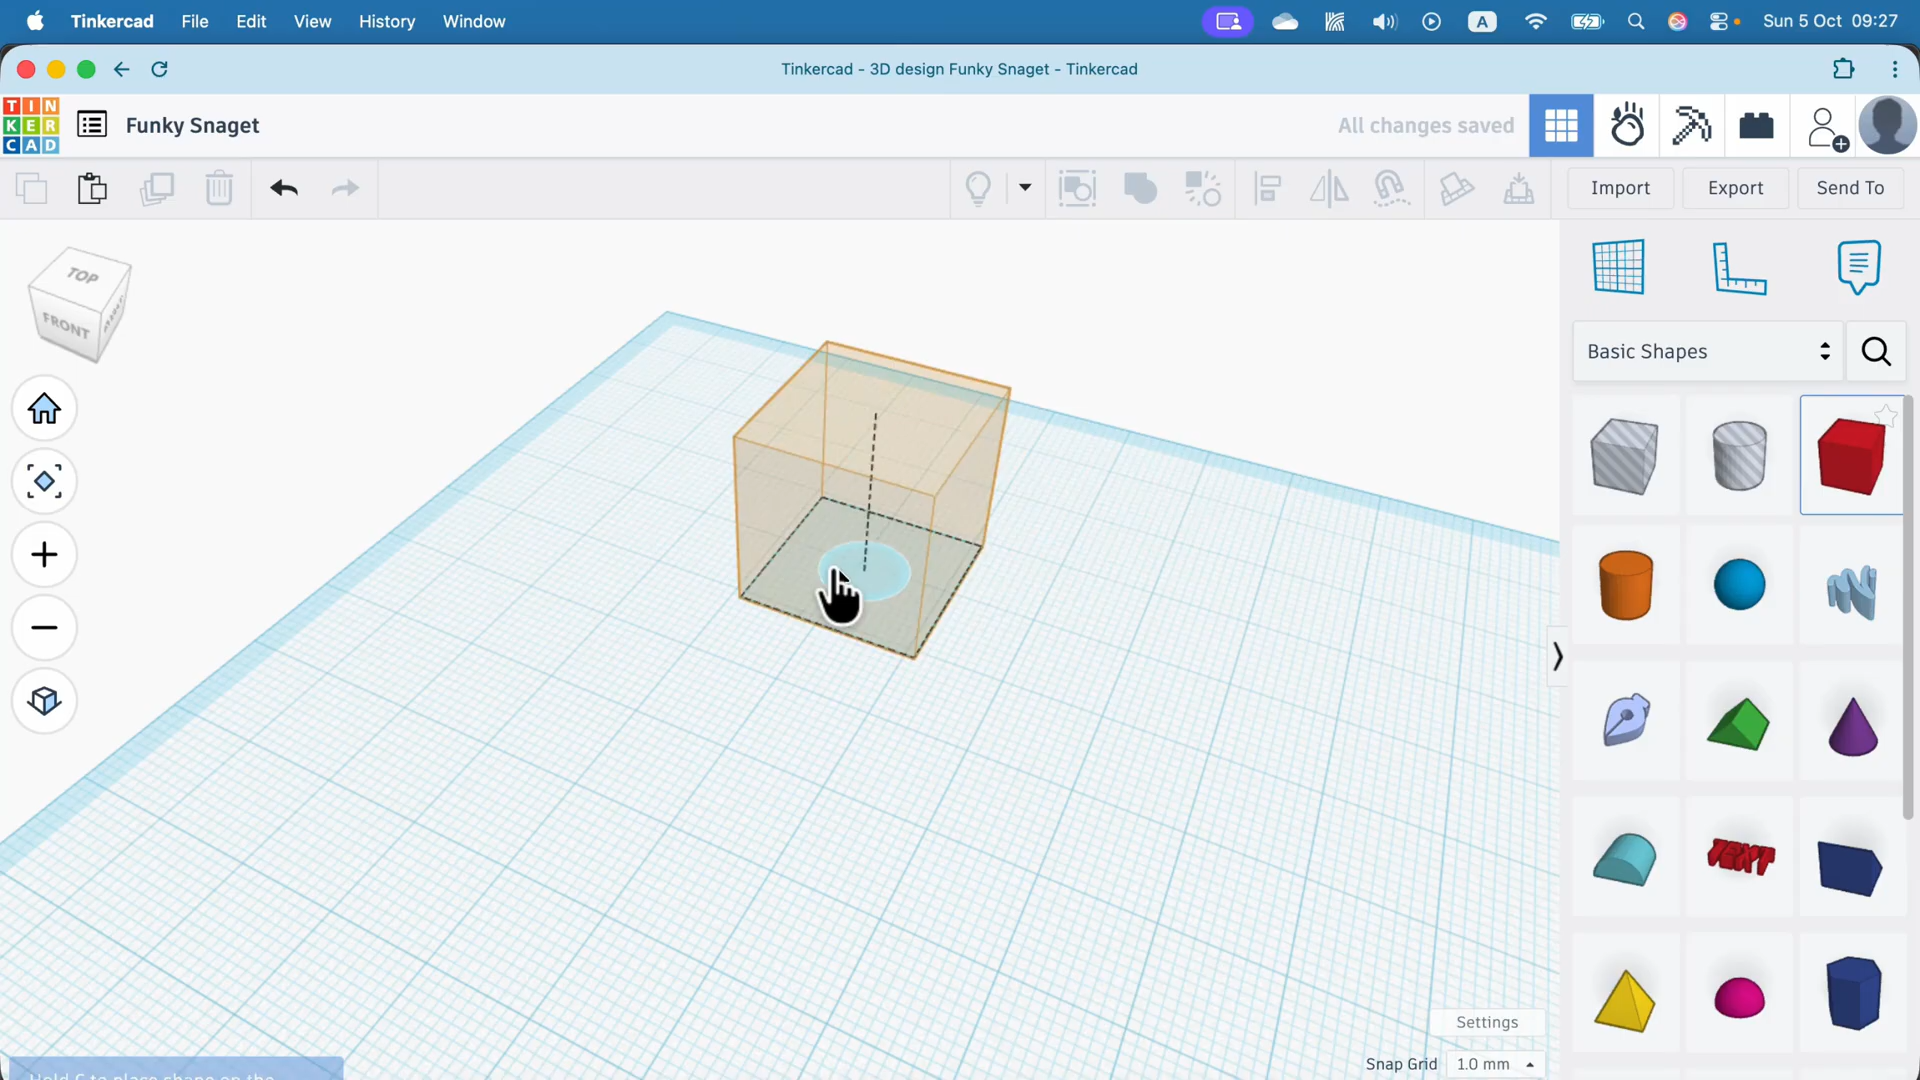 Tinkercad File Edit View History Window A Sun 5 Oct 09:27
Tinkercad - 3D design Funky Snaget - Tinkercad
TIN
KER
CAD
Funky Snaget
All changes saved
Import Export Send To
TOP
FRONT
Basic Shapes
TEXT
Settings
Snap Grid 1.0 mm